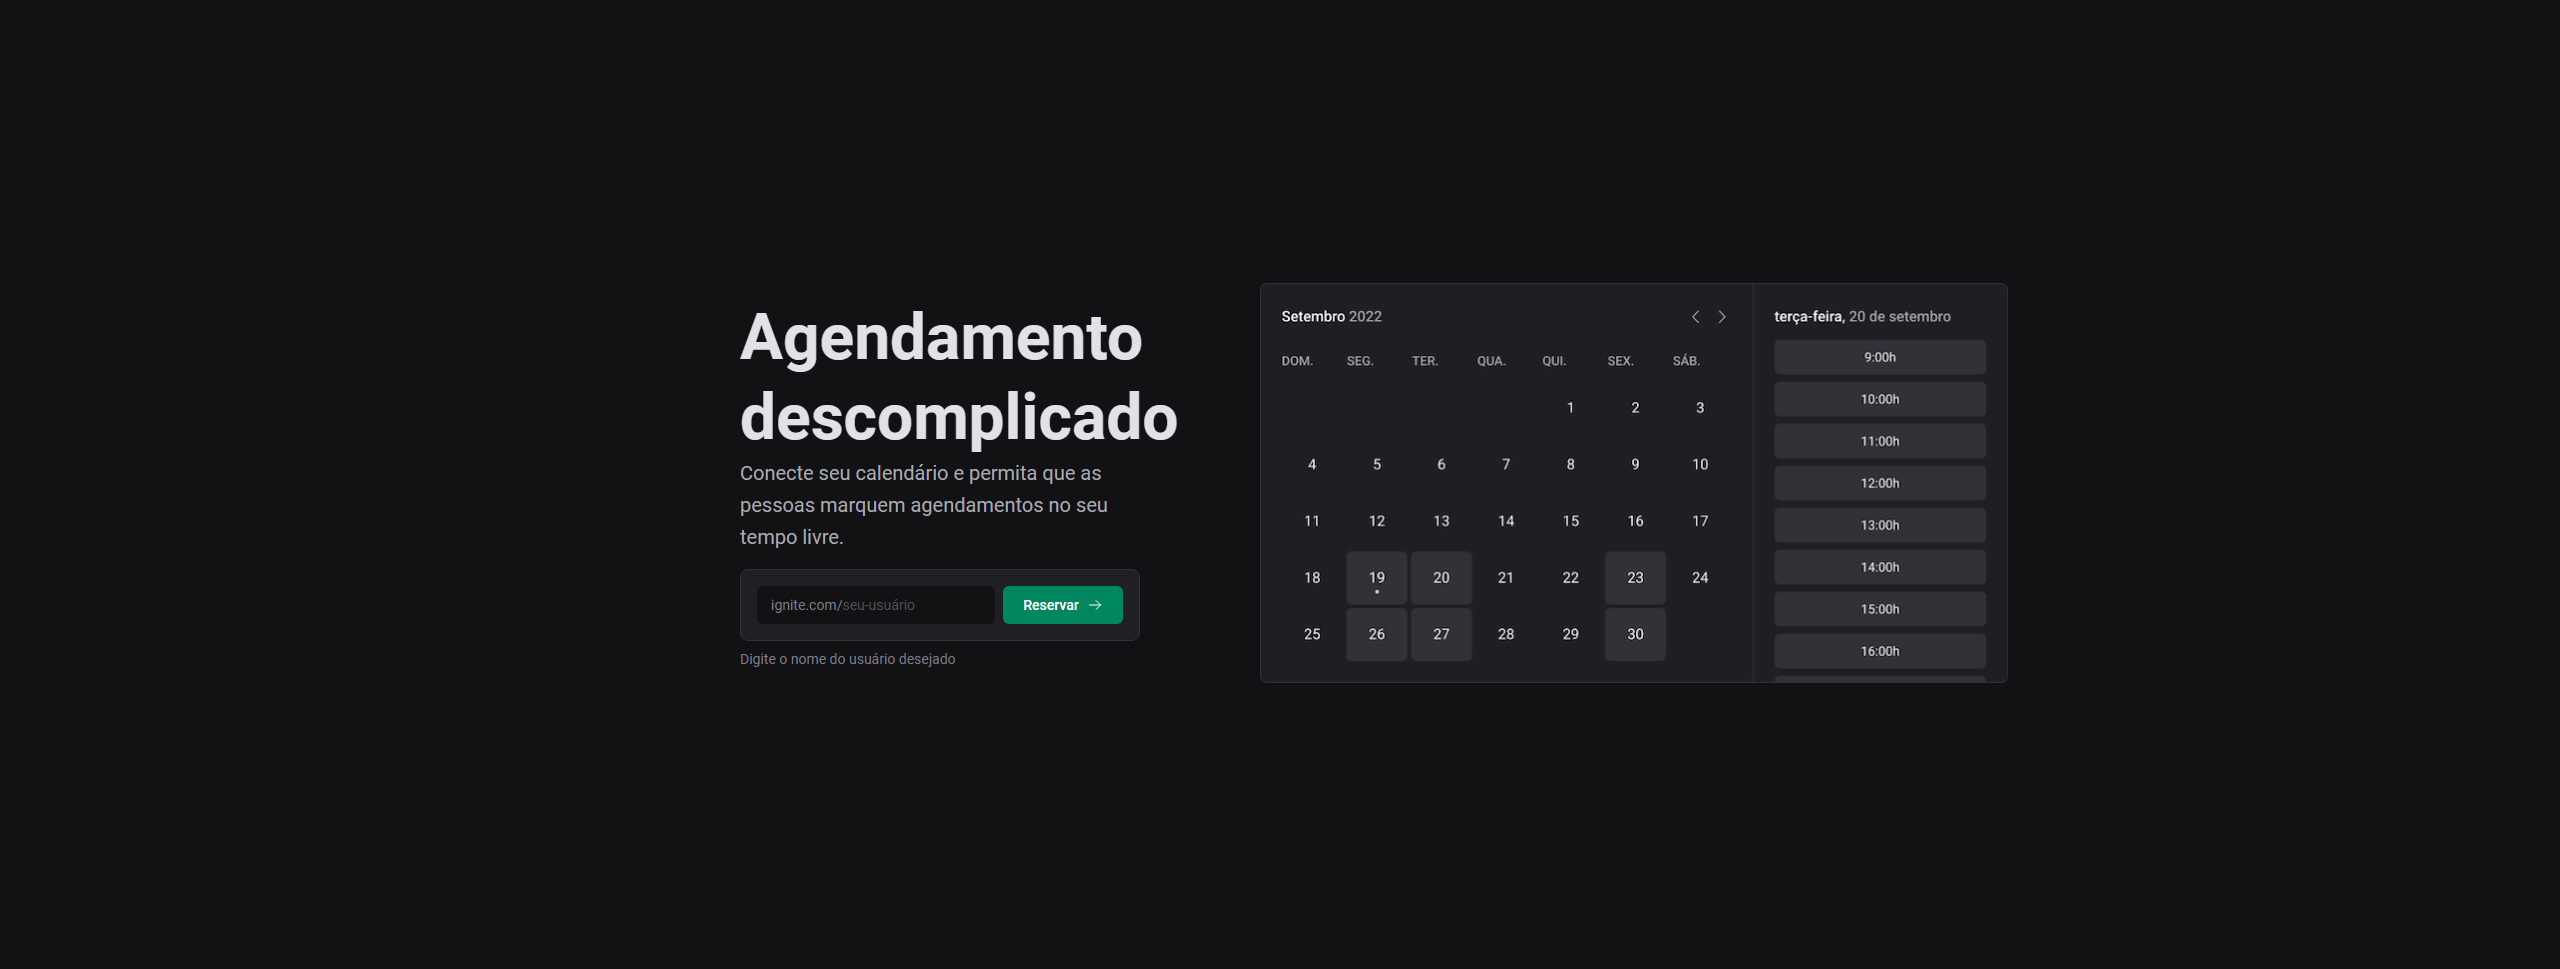 Agendamento
descomplicado
Conecte seu calendário e permita que as
pessoas marquem agendamentos no seu
tempo livre.
ignite.com/seu-usuário
Reservar
Digite o nome do usuário desejado
Setembro 2022
DOM. SEG. TER. QUA. QUI. SEX. SÁB.
1 2 3
4 5 6 7 8 9 10
11 12 13 14 15 16 17
18 19 20 21 22 23 24
25 26 27 28 29 30
terça-feira, 20 de setembro
9:00h
10:00h
11:00h
12:00h
13:00h
14:00h
15:00h
16:00h